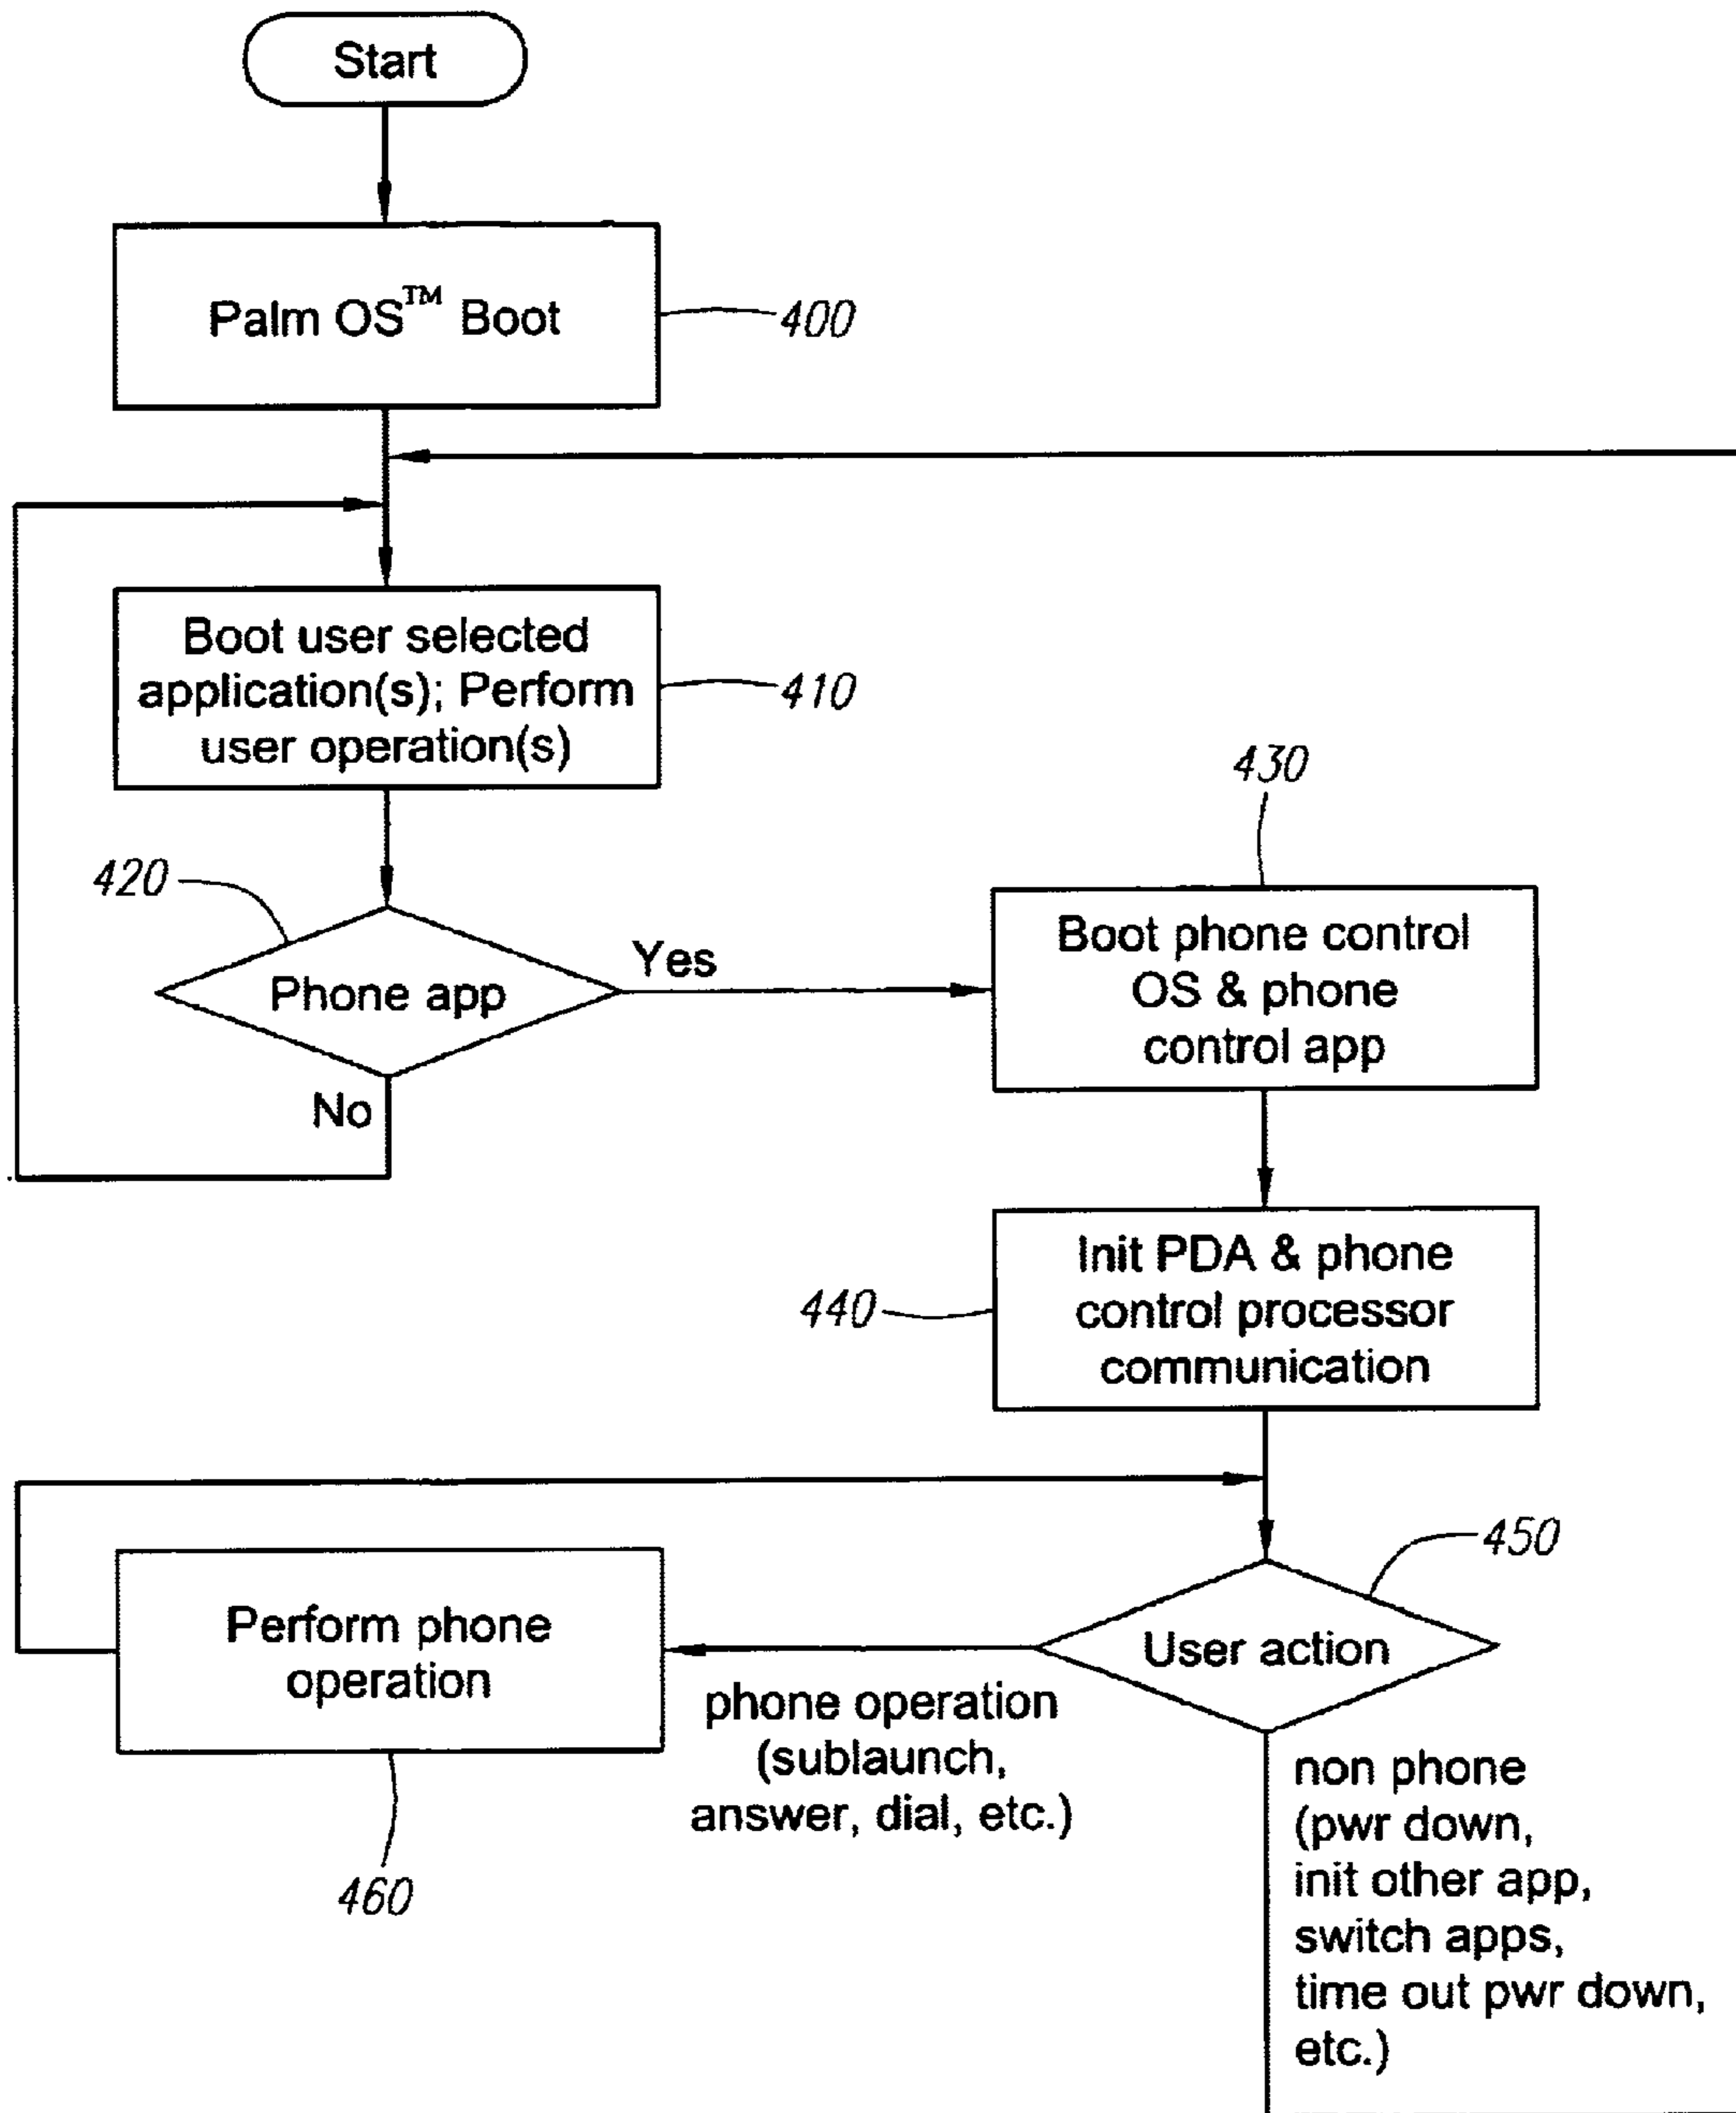 Start
Palm OS™ Boot
400
Boot user selected
application(s); Perform
user operation(s)
410
420
Phone app
Yes
No
430
Boot phone control
OS & phone
control app
440
Init PDA & phone
control processor
communication
450
User action
Perform phone
operation
460
phone operation
(sublaunch,
answer, dial, etc.)
non phone
(pwr down,
init other app,
switch apps,
time out pwr down,
etc.)